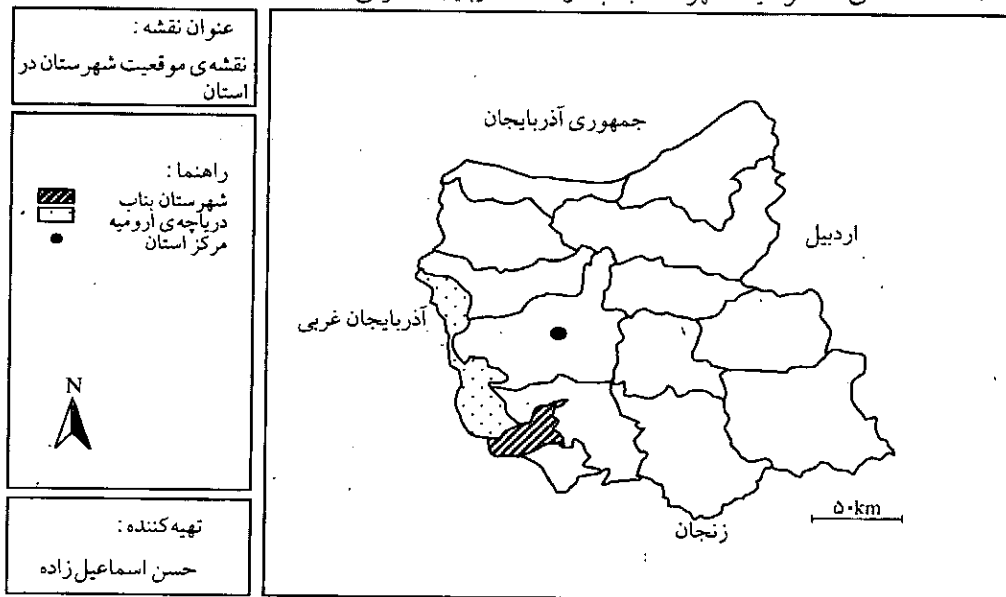 عنوان نقشه :
نقشه‌ی موقعیت شهرستان در
استان
راهنما :
شهرستان بناب
دریاچه‌ی ارومیه
مرکز استان
N
تهیه‌کننده :
حسن اسماعیل‌زاده
جمهوری آذربایجان
اردبیل
آذربایجان غربی
زنجان
۵۰km